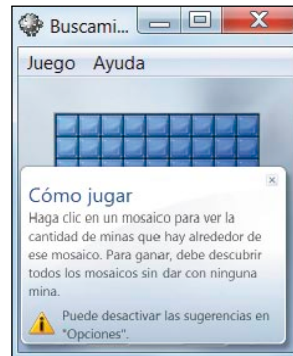 Buscami...
Juego Ayuda
Cómo jugar
Haga clic en un mosaico para ver la
cantidad de minas que hay alrededor de
ese mosaico. Para ganar, debe descubrir
todos los mosaicos sin dar con ninguna
mina.
Puede desactivar las sugerencias en
"Opciones".